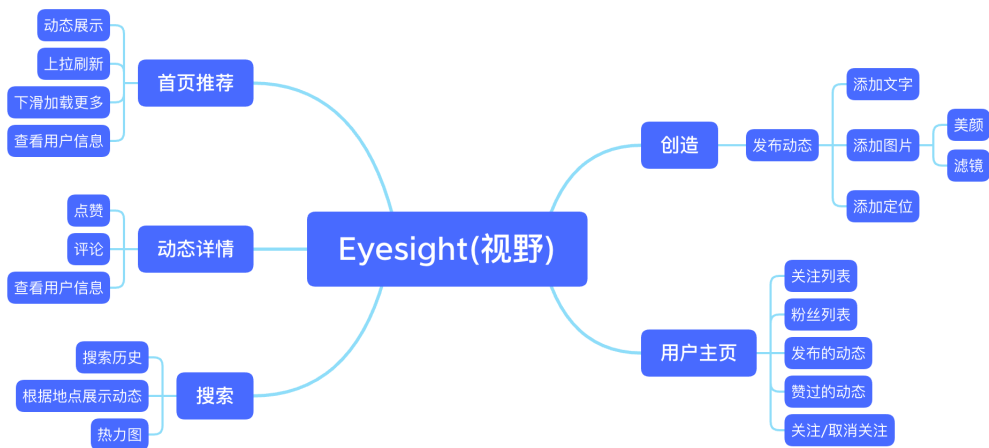 Eyesight(视野)
首页推荐
动态展示
上拉刷新
下滑加载更多
查看用户信息
动态详情
点赞
评论
查看用户信息
搜索
搜索历史
根据地点展示动态
热力图
创造
发布动态
添加文字
添加图片
美颜
滤镜
添加定位
用户主页
关注列表
粉丝列表
发布的动态
赞过的动态
关注/取消关注